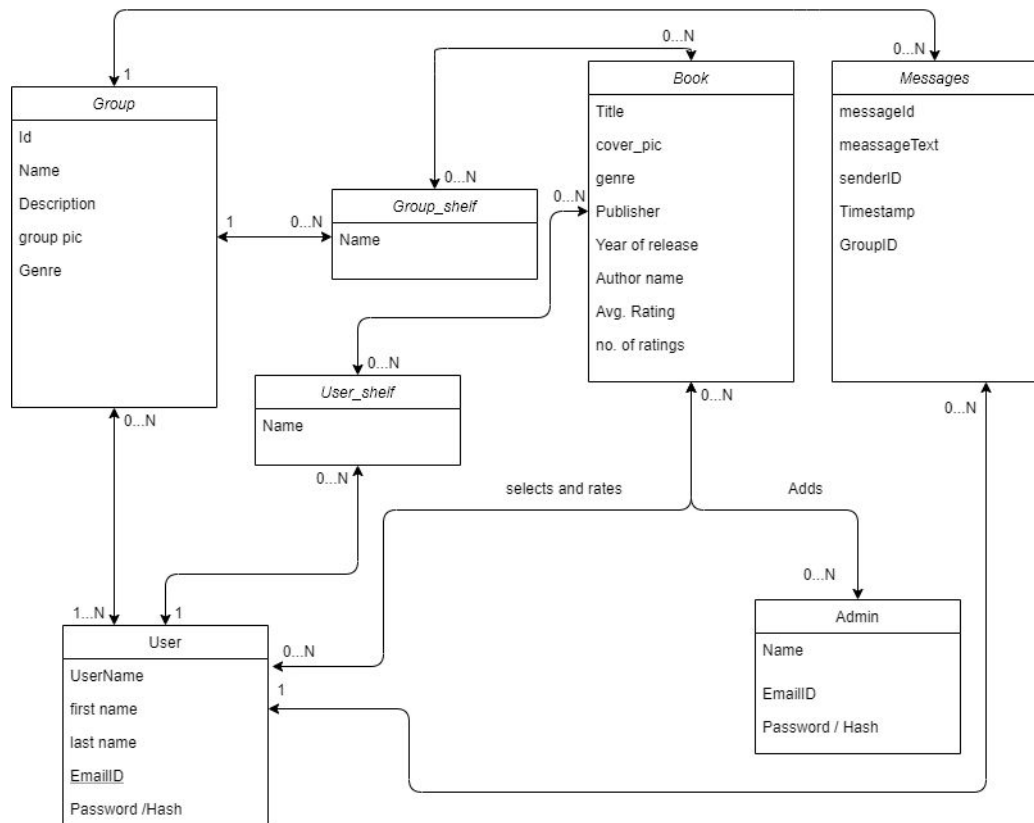 0...N
0...N
1
Group
Id
Name
Description
group pic
Genre
Book
Title
cover_pic
genre
Publisher
Year of release
Author name
Avg. Rating
no. of ratings
Messages
messageId
meassageText
senderID
Timestamp
GroupID
0...N
0...N
1
0...N
Group_shelf
Name
0...N
User_shelf
Name
0...N
0...N
0...N
0...N
selects and rates
Adds
0...N
1...N
1
User
UserName
first name
last name
EmailID
Password /Hash
0...N
1
Admin
Name
EmailID
Password / Hash